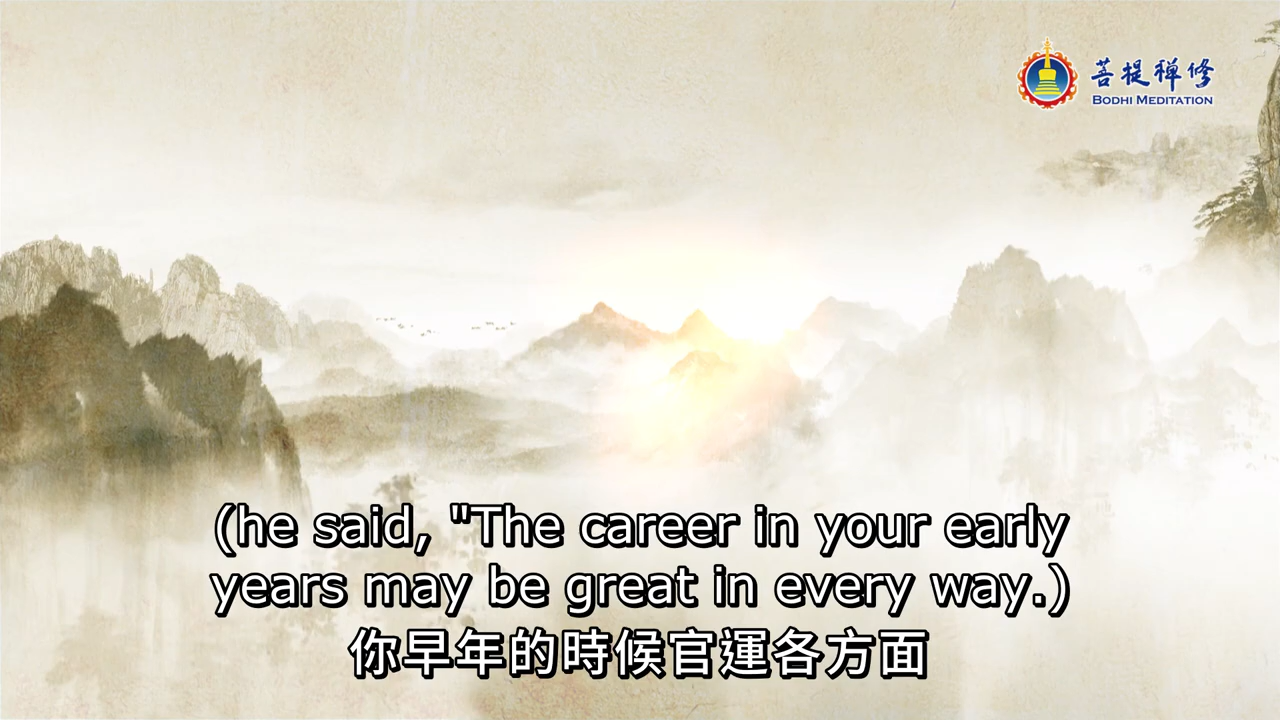 菩提禪修
BODHI MEDITATION
(he said, "The career in your early
years may be great in every way.)
你早年的時候官運各方面